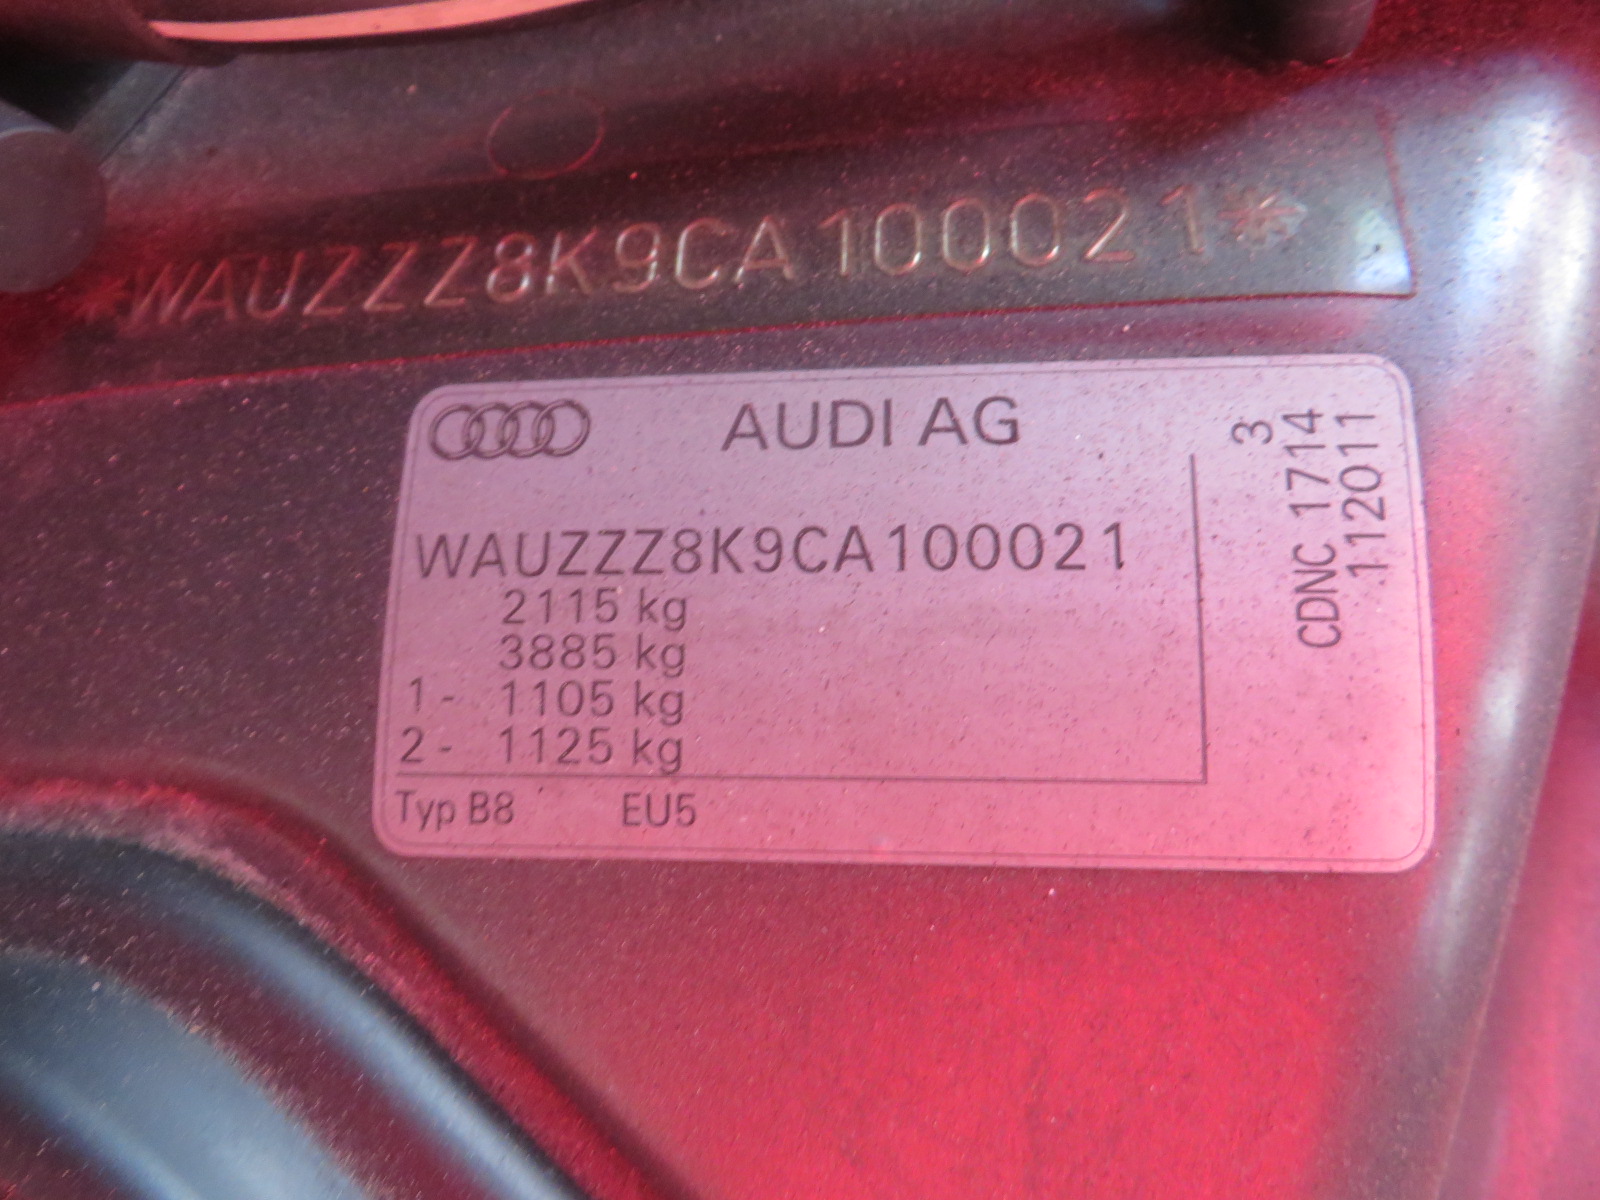 *WAUZZZ8K9CA100021*
AUDI AG
WAUZZZ8K9CA100021
2115 kg
3885 kg
1- 1105 kg
2- 1125 kg
Typ B8 EU5
3
CDNC 1714
112011